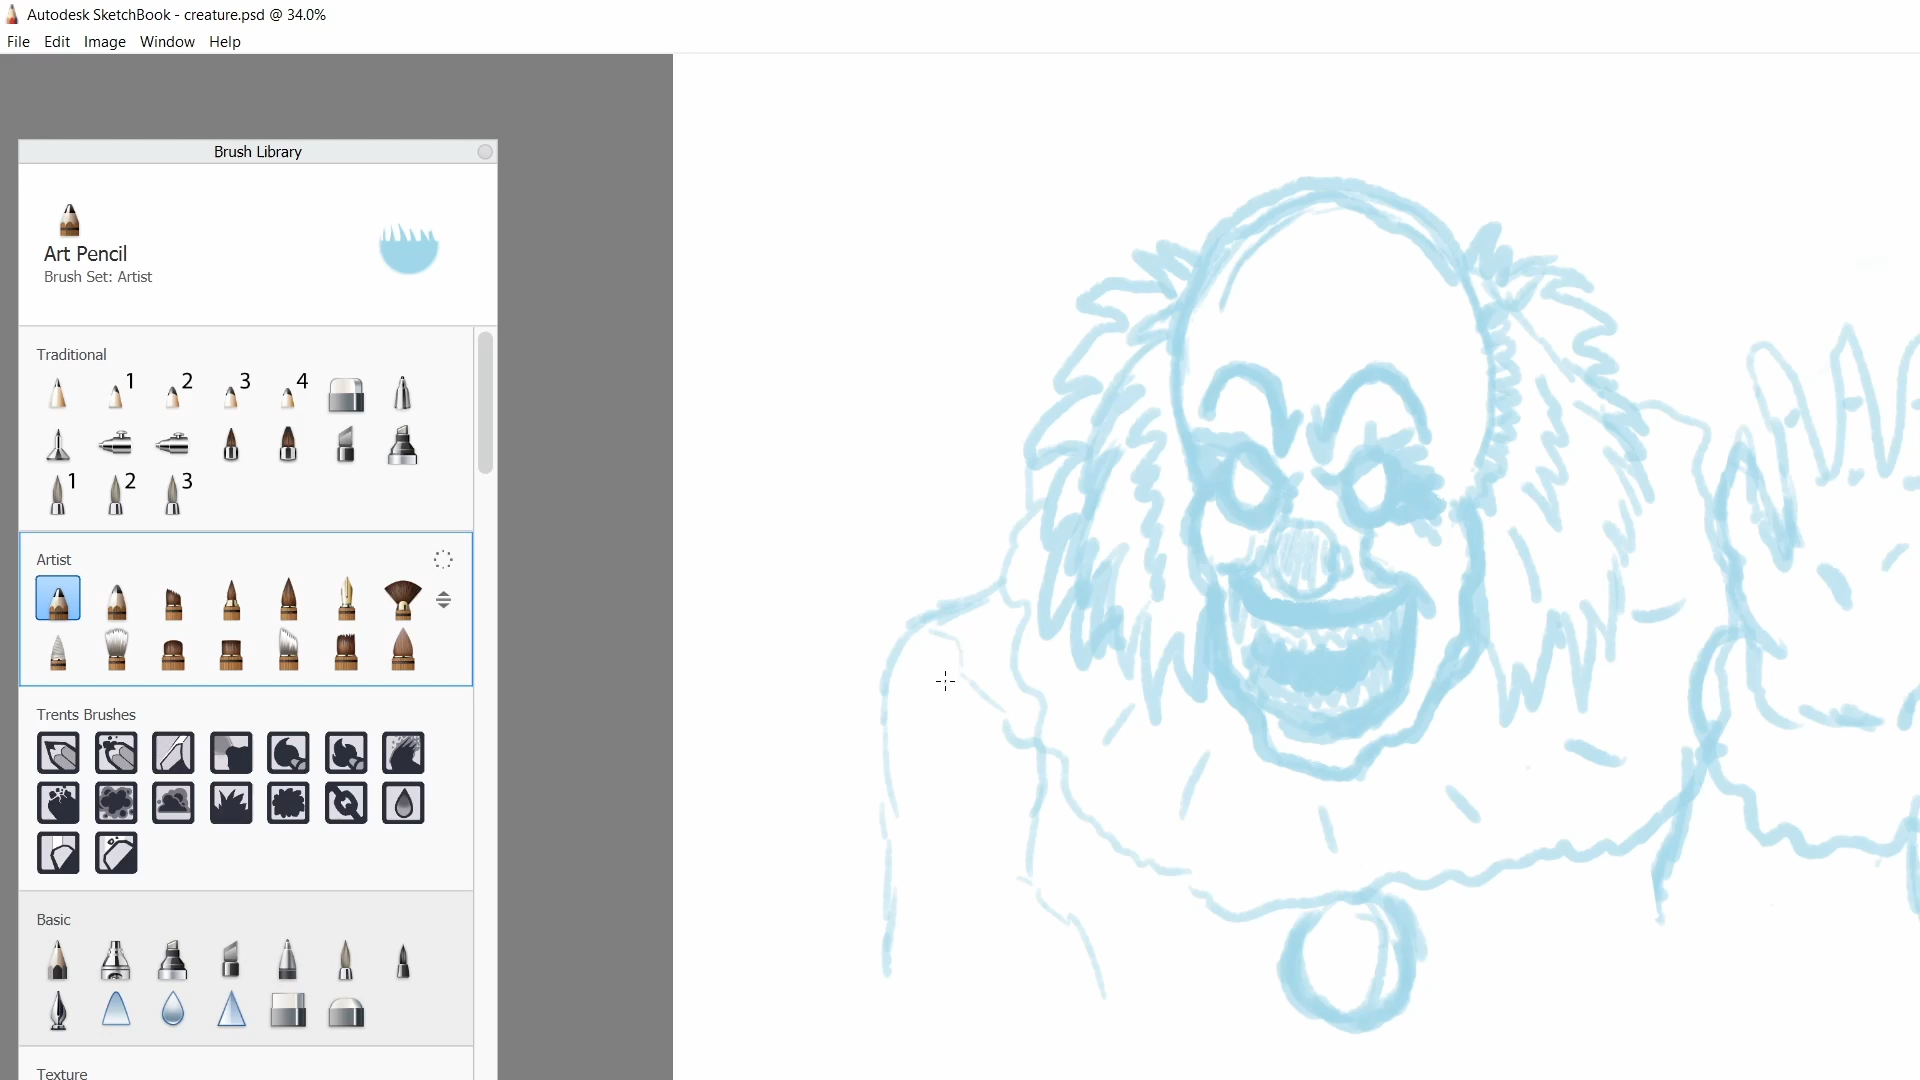 Autodesk SketchBook - creature.psd @ 34.0%
File Edit Image Window Help
Brush Library
Art Pencil
Brush Set: Artist
Traditional
1 2 3 4
1 2 3
Artist
Trents Brushes
Basic
Texture